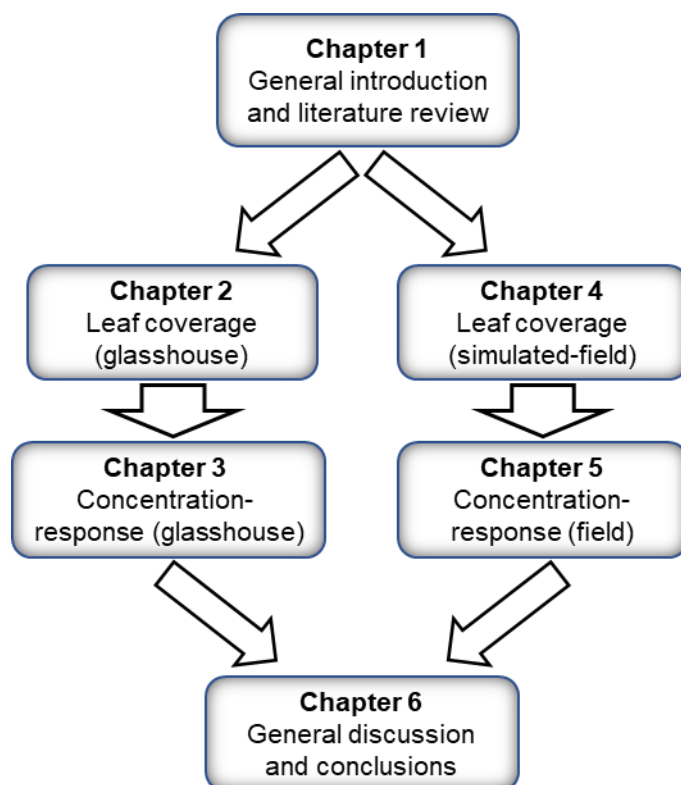 Chapter 1
General introduction
and literature review
Chapter 2
Leaf coverage
(glasshouse)
Chapter 4
Leaf coverage
(simulated-field)
Chapter 3
Concentration-
response (glasshouse)
Chapter 5
Concentration-
response (field)
Chapter 6
General discussion
and conclusions